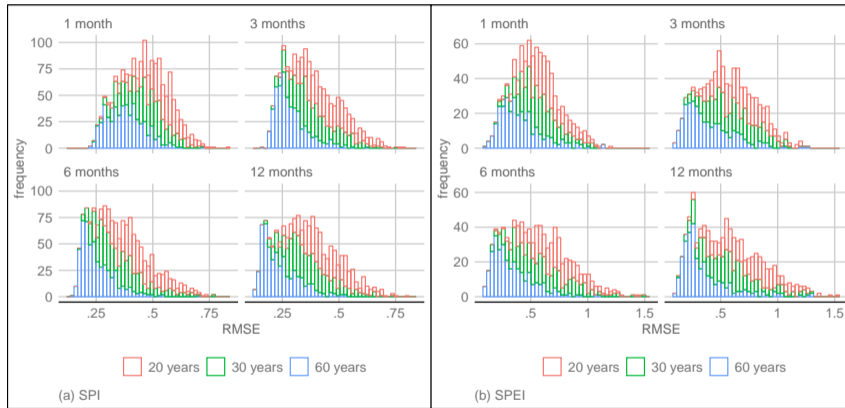 1 month 3 months
100
75
50
25
0
6 months 12 months
100
75
50
25
0
frequency
.25 .5 .75 .25 .5 .75
RMSE
20 years 30 years 60 years
(a) SPI
1 month 3 months
60
40
20
0
6 months 12 months
60
40
20
0
frequency
.5 1 1.5 .5 1 1.5
RMSE
20 years 30 years 60 years
(b) SPEI